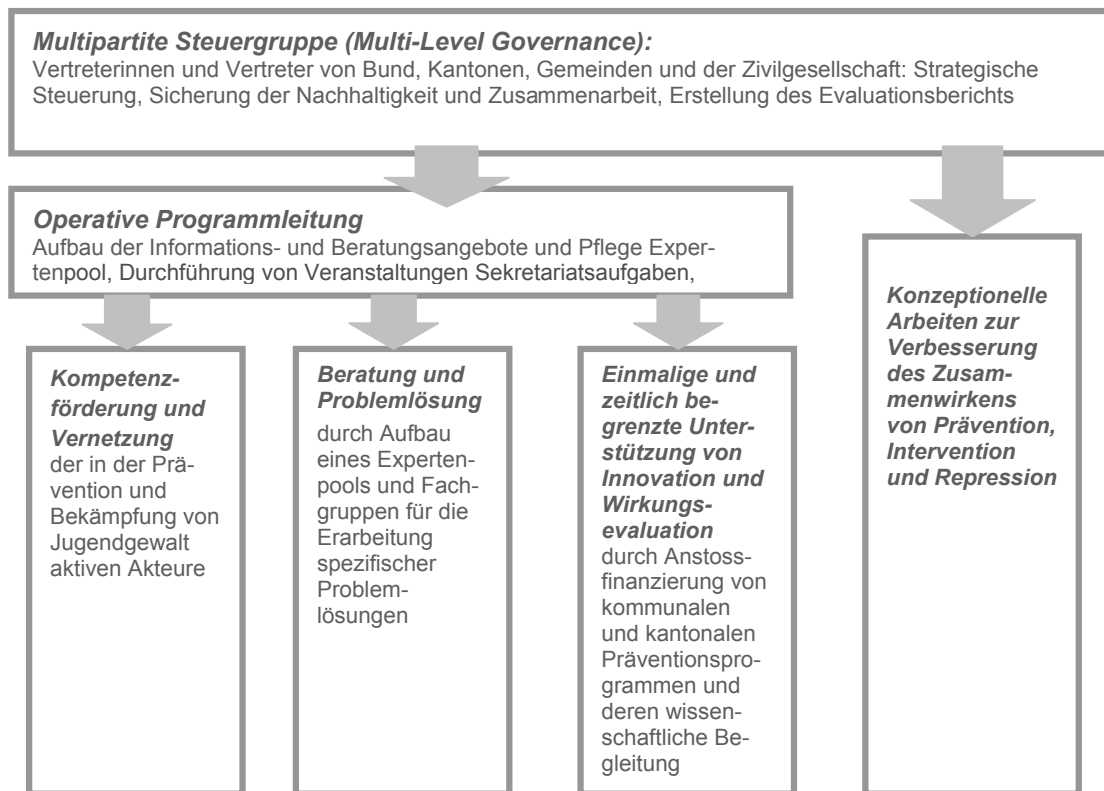 Multipartite Steuergruppe (Multi-Level Governance):
Vertreterinnen und Vertreter von Bund, Kantonen, Gemeinden und der Zivilgesellschaft: Strategische
Steuerung, Sicherung der Nachhaltigkeit und Zusammenarbeit, Erstellung des Evaluationsberichts
Operative Programmleitung
Aufbau der Informations- und Beratungsangebote und Pflege Exper-
tenpool, Durchführung von Veranstaltungen Sekretariatsaufgaben,
Kompetenz-
förderung und
Vernetzung
der in der Prä-
vention und
Bekämpfung von
Jugendgewalt
aktiven Akteure
Beratung und
Problemlösung
durch Aufbau
eines Experten-
pools und Fach-
gruppen für die
Erarbeitung
spezifischer
Problem-
lösungen
Einmalige und
zeitlich be-
grenzte Unter-
stützung von
Innovation und
Wirkungs-
evaluation
durch Anstoss-
finanzierung von
kommunalen
und kantonalen
Präventionspro-
grammen und
deren wissen-
schaftliche Be-
gleitung
Konzeptionelle
Arbeiten zur
Verbesserung
des Zusam-
menwirkens
von Prävention,
Intervention
und Repression